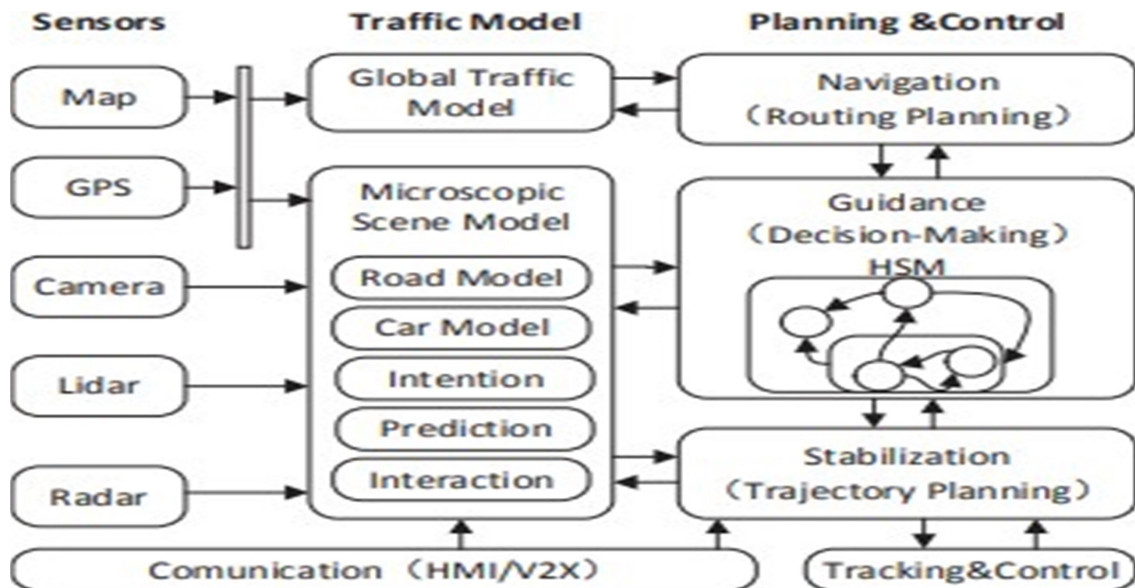 Sensors
Traffic Model
Planning &Control
Map
GPS
Camera
Lidar
Radar
Global Traffic
Model
Microscopic
Scene Model
Road Model
Car Model
Intention
Prediction
Interaction
Navigation
（Routing Planning）
Guidance
（Decision-Making）
HSM
Stabilization
（Trajectory Planning）
Comunication （HMI/V2X）
Tracking&Control